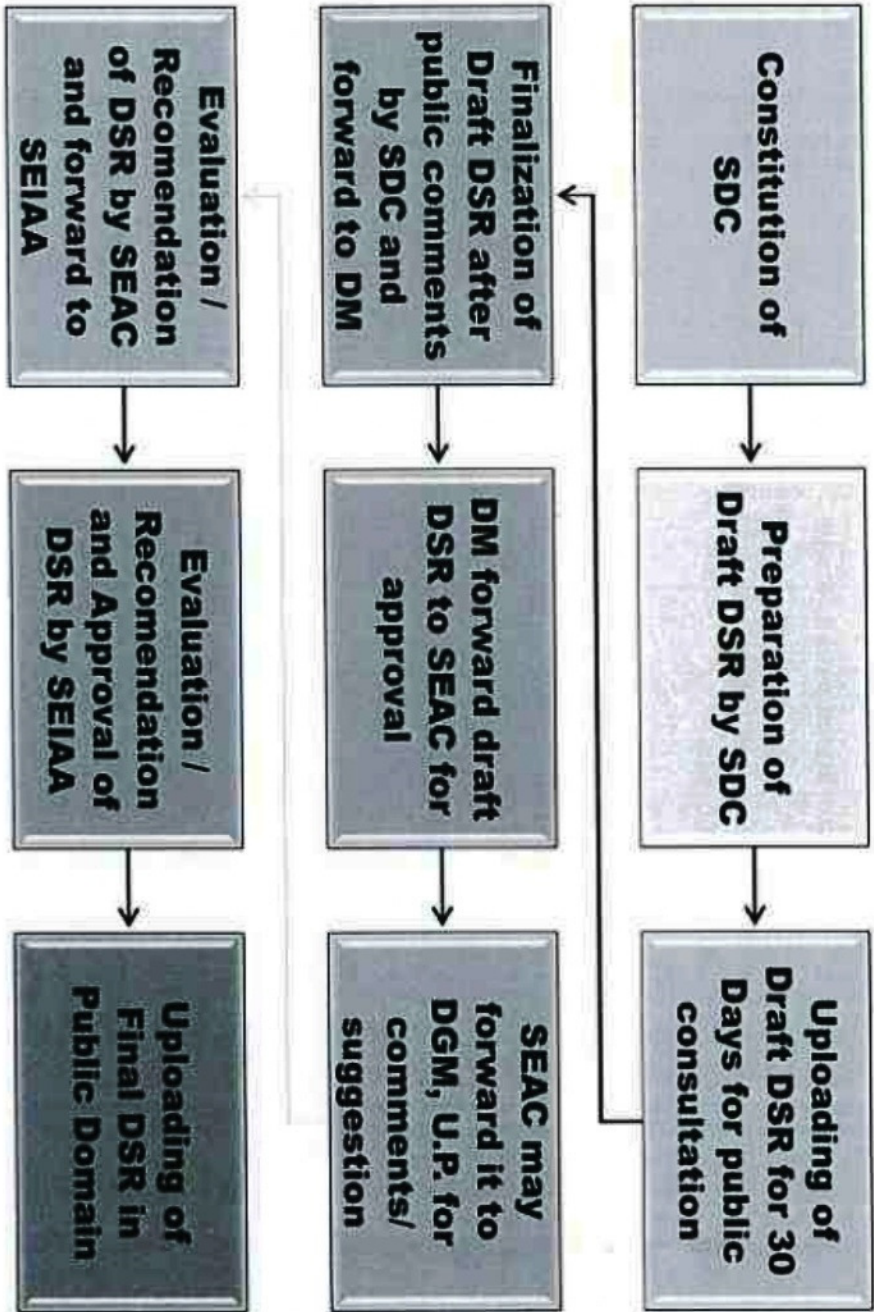 Constitution of
SDC
Preparation of
Draft DSR by SDC
Uploading of
Draft DSR for 30
Days for public
consultation
Finalization of
Draft DSR after
public comments
by SDC and
forward to DM
DM forward draft
DSR to SEAC for
approval
SEAC may
forward it to
DGM, U.P. for
comments/
suggestion
Evaluation /
Recomendation
of DSR by SEAC
and forward to
SEIAA
Evaluation /
Recomendation
and Approval of
DSR by SEIAA
Uploading of
Final DSR in
Public Domain